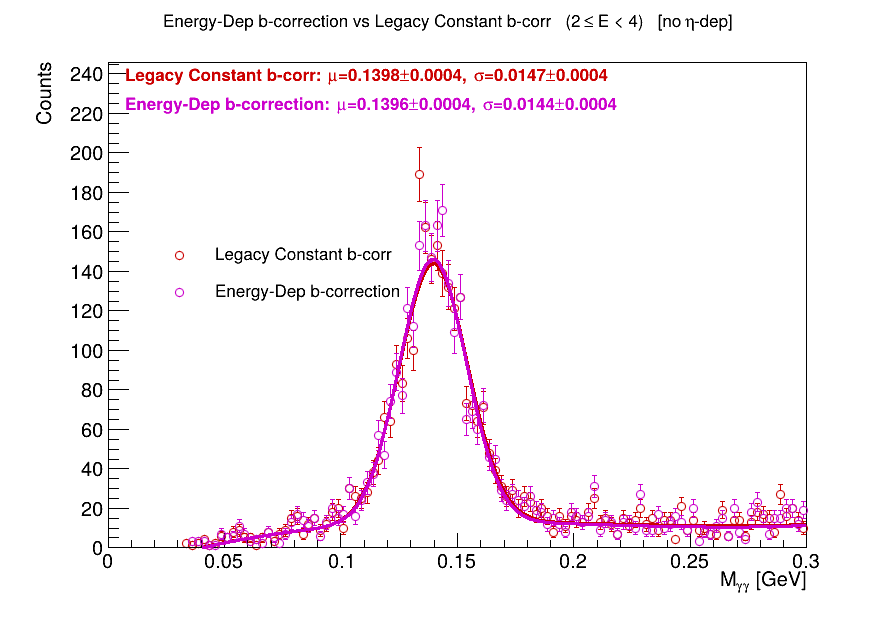 Energy-Dep b-correction vs Legacy Constant b-corr (2 ≤ E < 4) [no η-dep]
Counts
Legacy Constant b-corr: μ=0.1398±0.0004, σ=0.0147±0.0004
Energy-Dep b-correction: μ=0.1396±0.0004, σ=0.0144±0.0004
Legacy Constant b-corr
Energy-Dep b-correction
240
220
200
180
160
140
120
100
80
60
40
20
0
0 0.05 0.1 0.15 0.2 0.25 0.3
Mγγ [GeV]